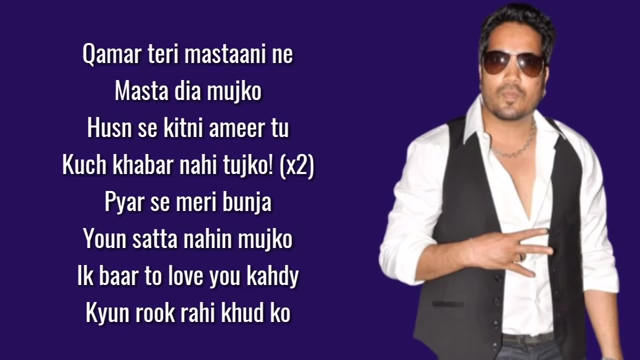 Qamar teri mastaani ne
Masta dia mujko
Husn se kitni ameer tu
Kuch khabar nahi tujko! (x2)
Pyar se meri bunja
Youn satta nahin mujko
Ik baar to love you kahdy
Kyun rook rahi khud ko